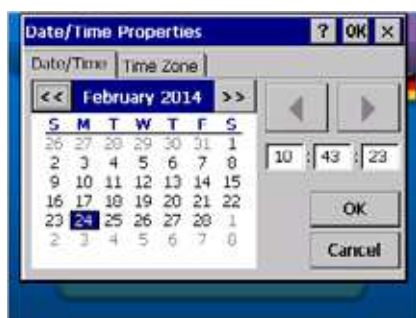 Date/Time Properties ? OK ×
Date/Time Time Zone
<< February 2014 >>
S M T W T F S
26 27 28 29 30 31 1
2 3 4 5 6 7 8
9 10 11 12 13 14 15
16 17 18 19 20 21 22
23 24 25 26 27 28 1
2 3 4 5 6 7 8
10 : 43 : 23
OK
Cancel